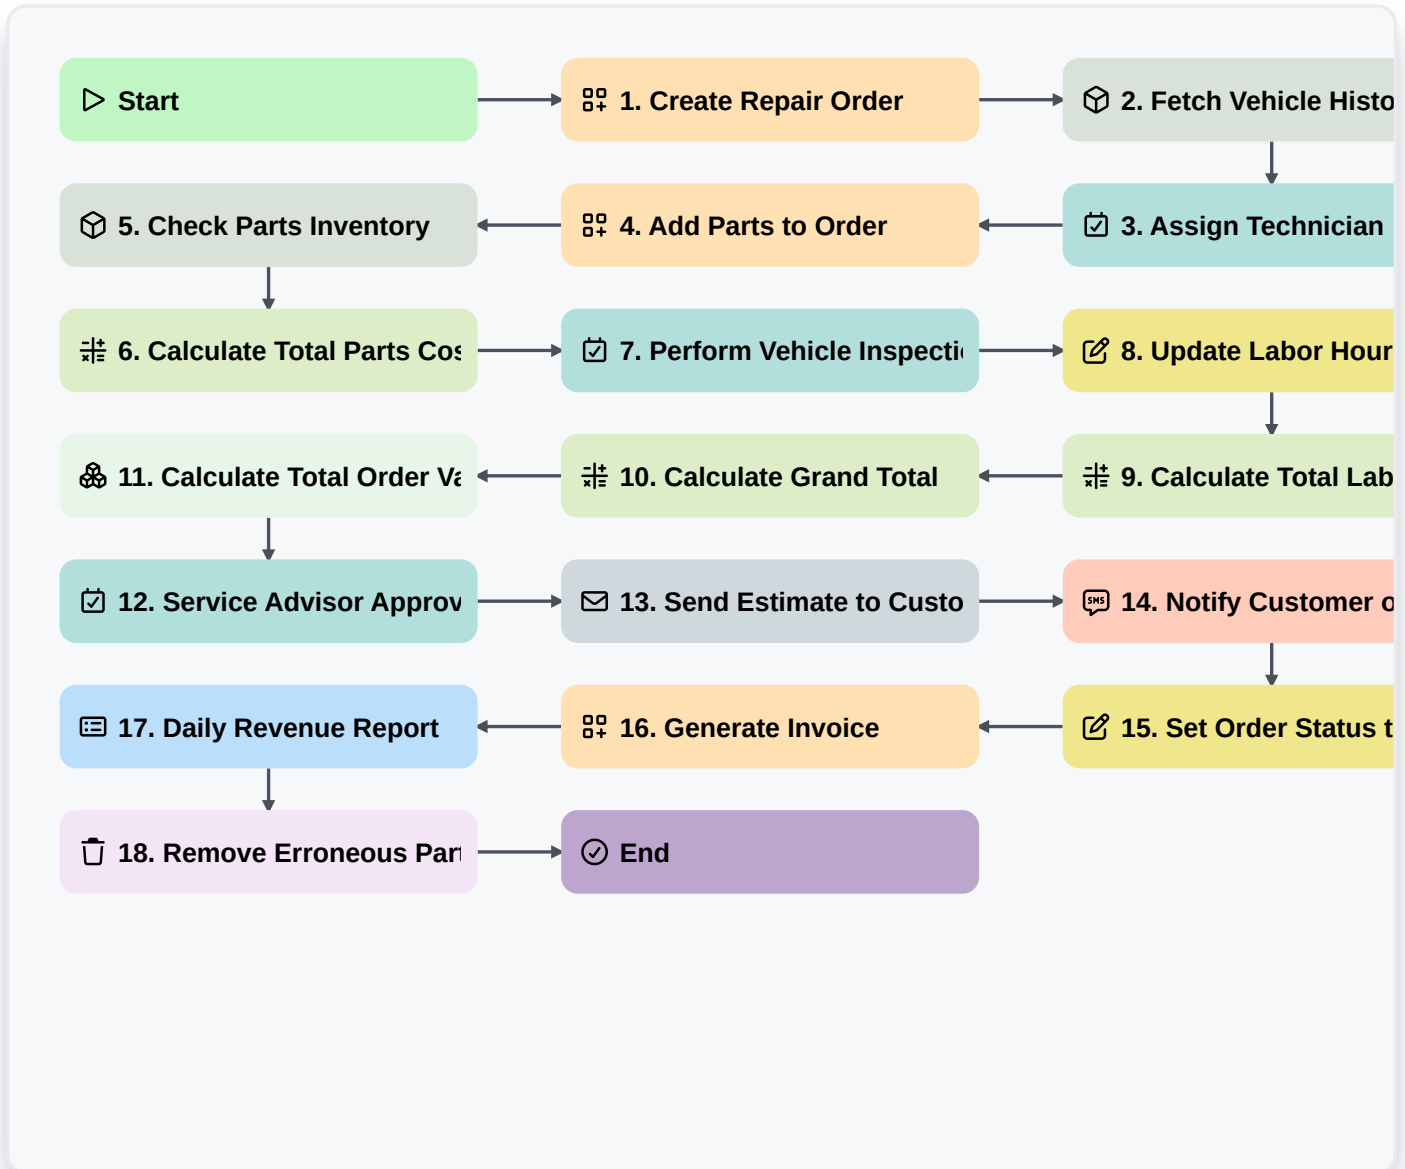 Start
1. Create Repair Order
2. Fetch Vehicle Histo
5. Check Parts Inventory
4. Add Parts to Order
3. Assign Technician
6. Calculate Total Parts Cos
7. Perform Vehicle Inspecti
8. Update Labor Hour
11. Calculate Total Order Va
10. Calculate Grand Total
9. Calculate Total Lab
12. Service Advisor Approv
13. Send Estimate to Custo
SMS
14. Notify Customer o
17. Daily Revenue Report
16. Generate Invoice
15. Set Order Status t
18. Remove Erroneous Part
End